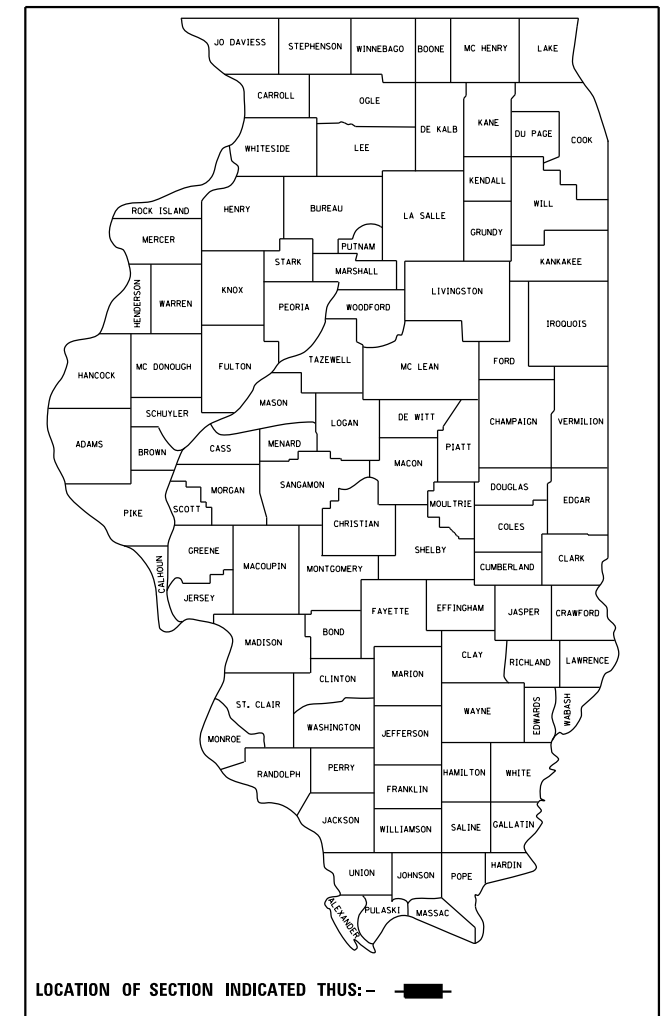 JO DAVIESS
STEPHENSON
WINNEBAGO
BOONE
MC HENRY
LAKE
CARROLL
OGLE
DE KALB
KANE
DU PAGE
COOK
WHITESIDE
LEE
KENDALL
WILL
ROCK ISLAND
HENRY
BUREAU
LA SALLE
GRUNDY
MERCER
PUTNAM
STARK
MARSHALL
KANKAKEE
HENDERSON
WARREN
KNOX
PEORIA
WOODFORD
LIVINGSTON
IROQUOIS
HANCOCK
MC DONOUGH
FULTON
TAZEWELL
MC LEAN
FORD
MASON
SCHUYLER
LOGAN
DE WITT
CHAMPAIGN
VERMILION
ADAMS
BROWN
CASS
MENARD
PIATT
MACON
MORGAN
SANGAMON
DOUGLAS
EDGAR
PIKE
SCOTT
MOULTRIE
CHRISTIAN
COLES
GREENE
SHELBY
CALHOUN
MACOUPIN
MONTGOMERY
CUMBERLAND
CLARK
JERSEY
FAYETTE
EFFINGHAM
JASPER
CRAWFORD
MADISON
BOND
CLAY
RICHLAND
LAWRENCE
CLINTON
MARION
ST. CLAIR
WAYNE
EDWARDS
WABASH
WASHINGTON
JEFFERSON
MONROE
RANDOLPH
PERRY
HAMILTON
WHITE
FRANKLIN
JACKSON
WILLIAMSON
SALINE
GALLATIN
UNION
JOHNSON
POPE
HARDIN
ALEXANDER
PULASKI
MASSAC
LOCATION OF SECTION INDICATED THUS:–